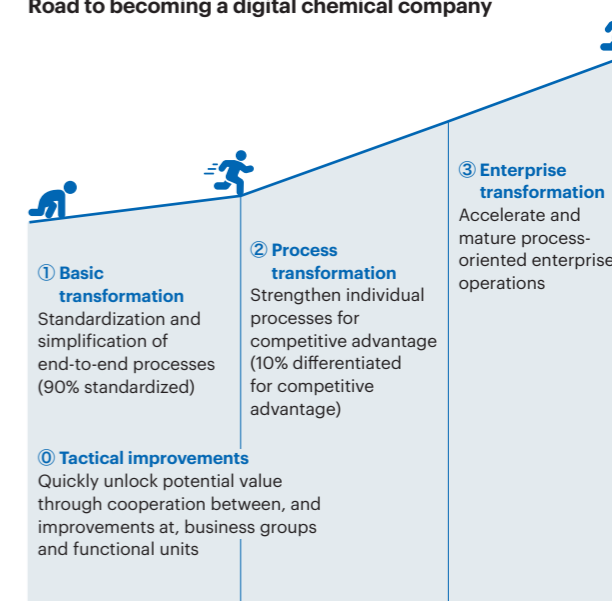 Road to becoming a digital chemical company
① Basic
transformation
Standardization and
simplification of
end-to-end processes
(90% standardized)
② Process
transformation
Strengthen individual
processes for
competitive advantage
(10% differentiated
for competitive
advantage)
③ Enterprise
transformation
Accelerate and
mature process-
oriented enterprise
operations
⓪ Tactical improvements
Quickly unlock potential value
through cooperation between, and
improvements at, business groups
and functional units